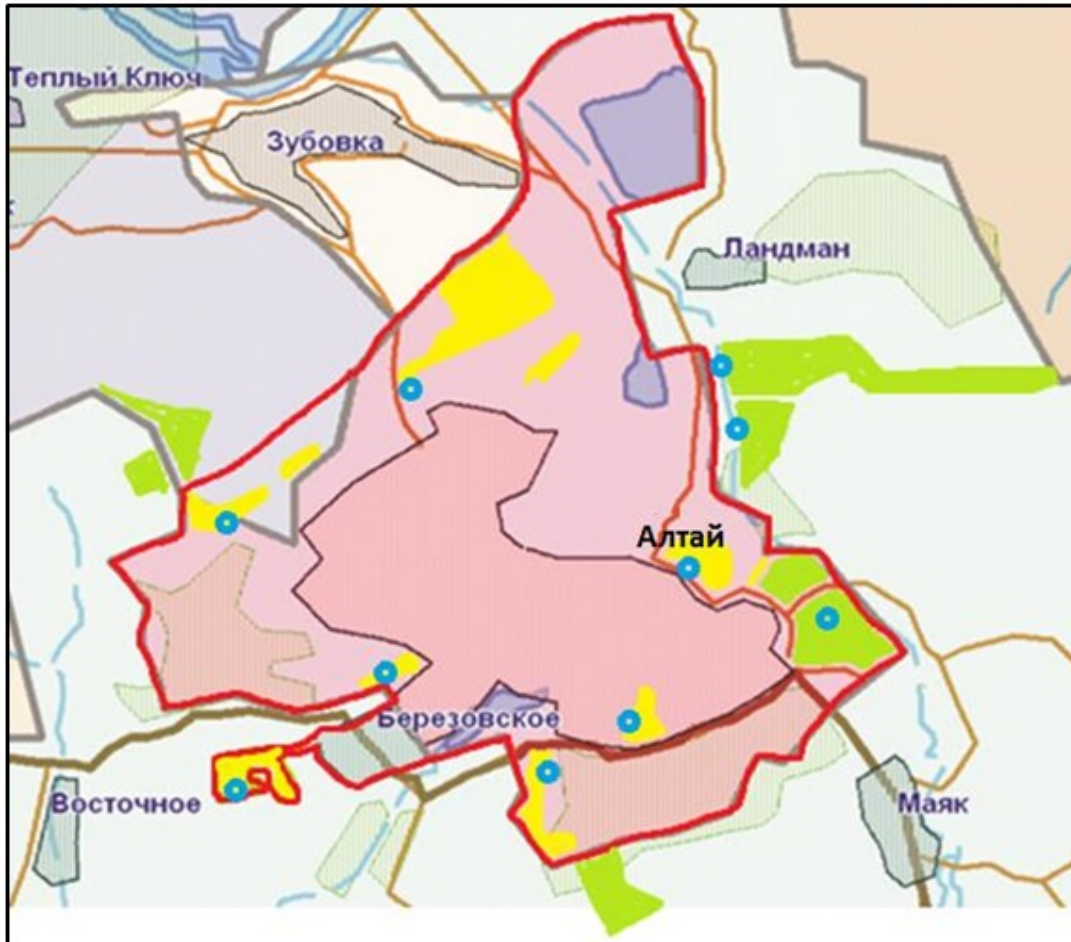 Теплый Ключ
Зубовка
к
Ландман
Алтай
Березовское
Восточное
Маяк